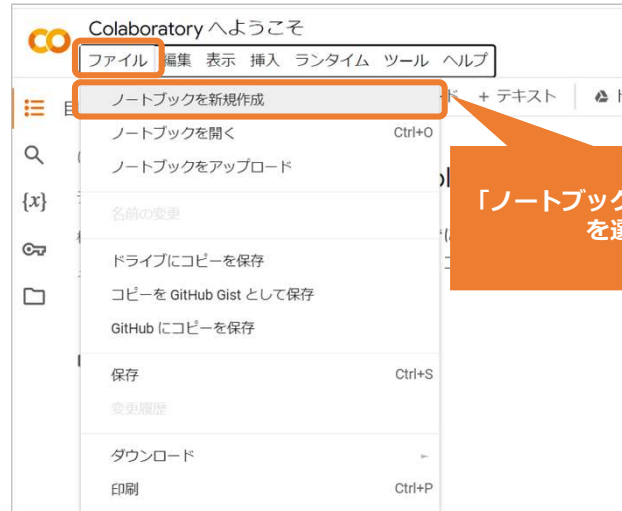 Colaboratory へようこそ
ファイル 編集 表示 挿入 ランタイム ツール ヘルプ
+ テキスト
ノートブックを新規作成
ノートブックを開く Ctrl+O
ノートブックをアップロード
名前の変更
ドライブにコピーを保存
コピーを GitHub Gist として保存
GitHub にコピーを保存
保存 Ctrl+S
変更履歴
ダウンロード
印刷 Ctrl+P
{x}
「ノートブック
を選